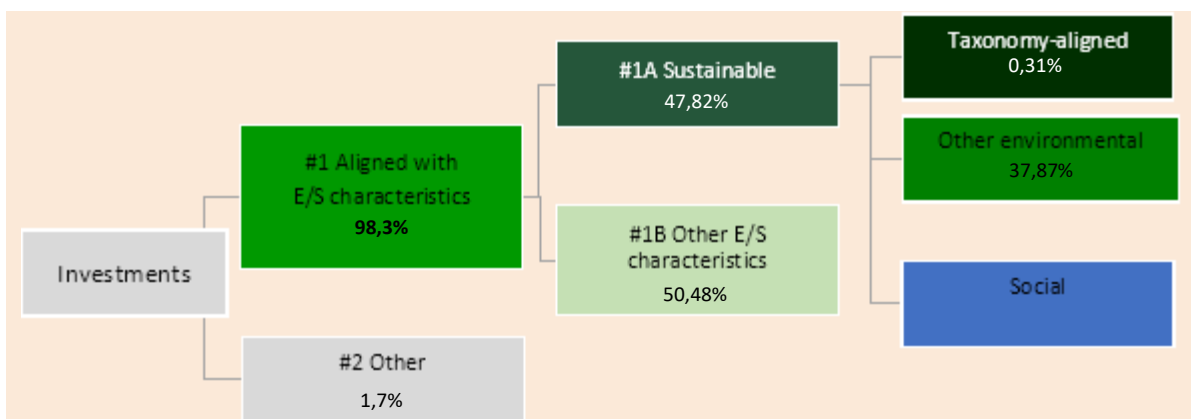 Investments
#1 Aligned with
E/S characteristics
98,3%
#2 Other
1,7%
#1A Sustainable
47,82%
#1B Other E/S
characteristics
50,48%
Taxonomy-aligned
0,31%
Other environmental
37,87%
Social